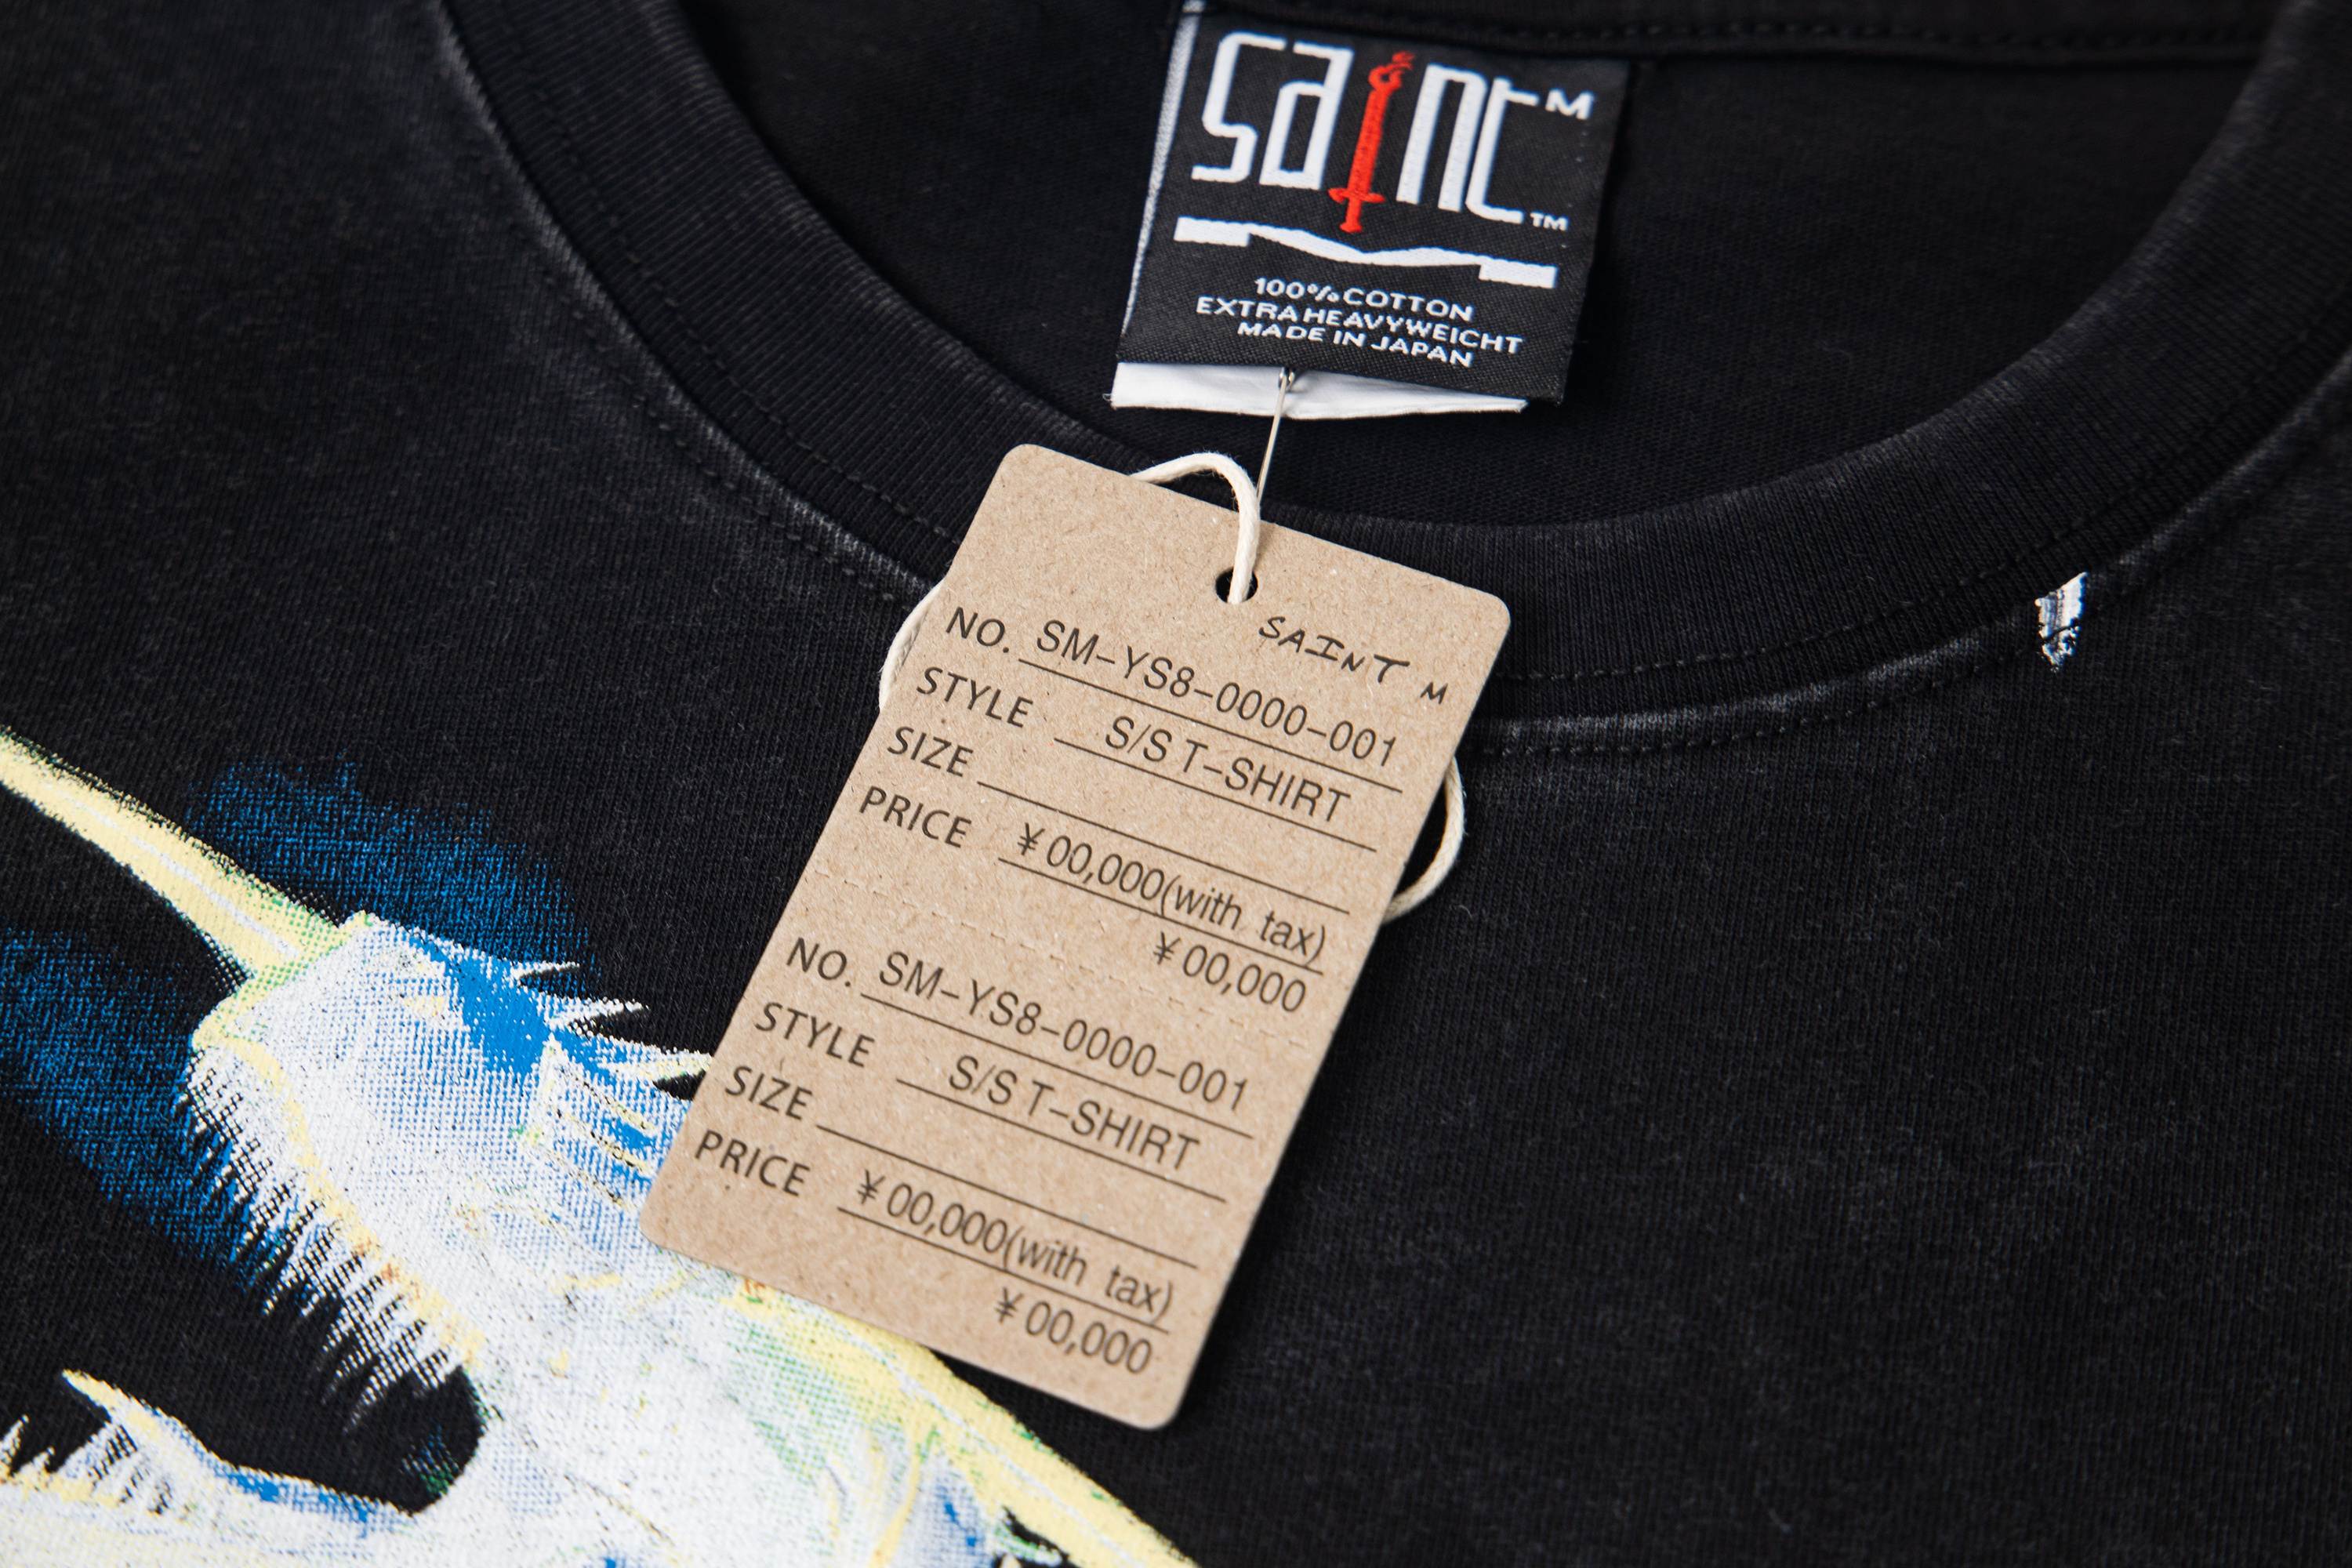 saint M
TM
100% COTTON
EXTRA HEAVYWEIGHT
MADE IN JAPAN
SAINT M
NO. SM-YS8-0000-001
STYLE S/S T-SHIRT
SIZE
PRICE ¥00,000(with tax)
¥00,000
NO. SM-YS8-0000-001
STYLE S/S T-SHIRT
SIZE
PRICE ¥00,000(with tax)
¥00,000